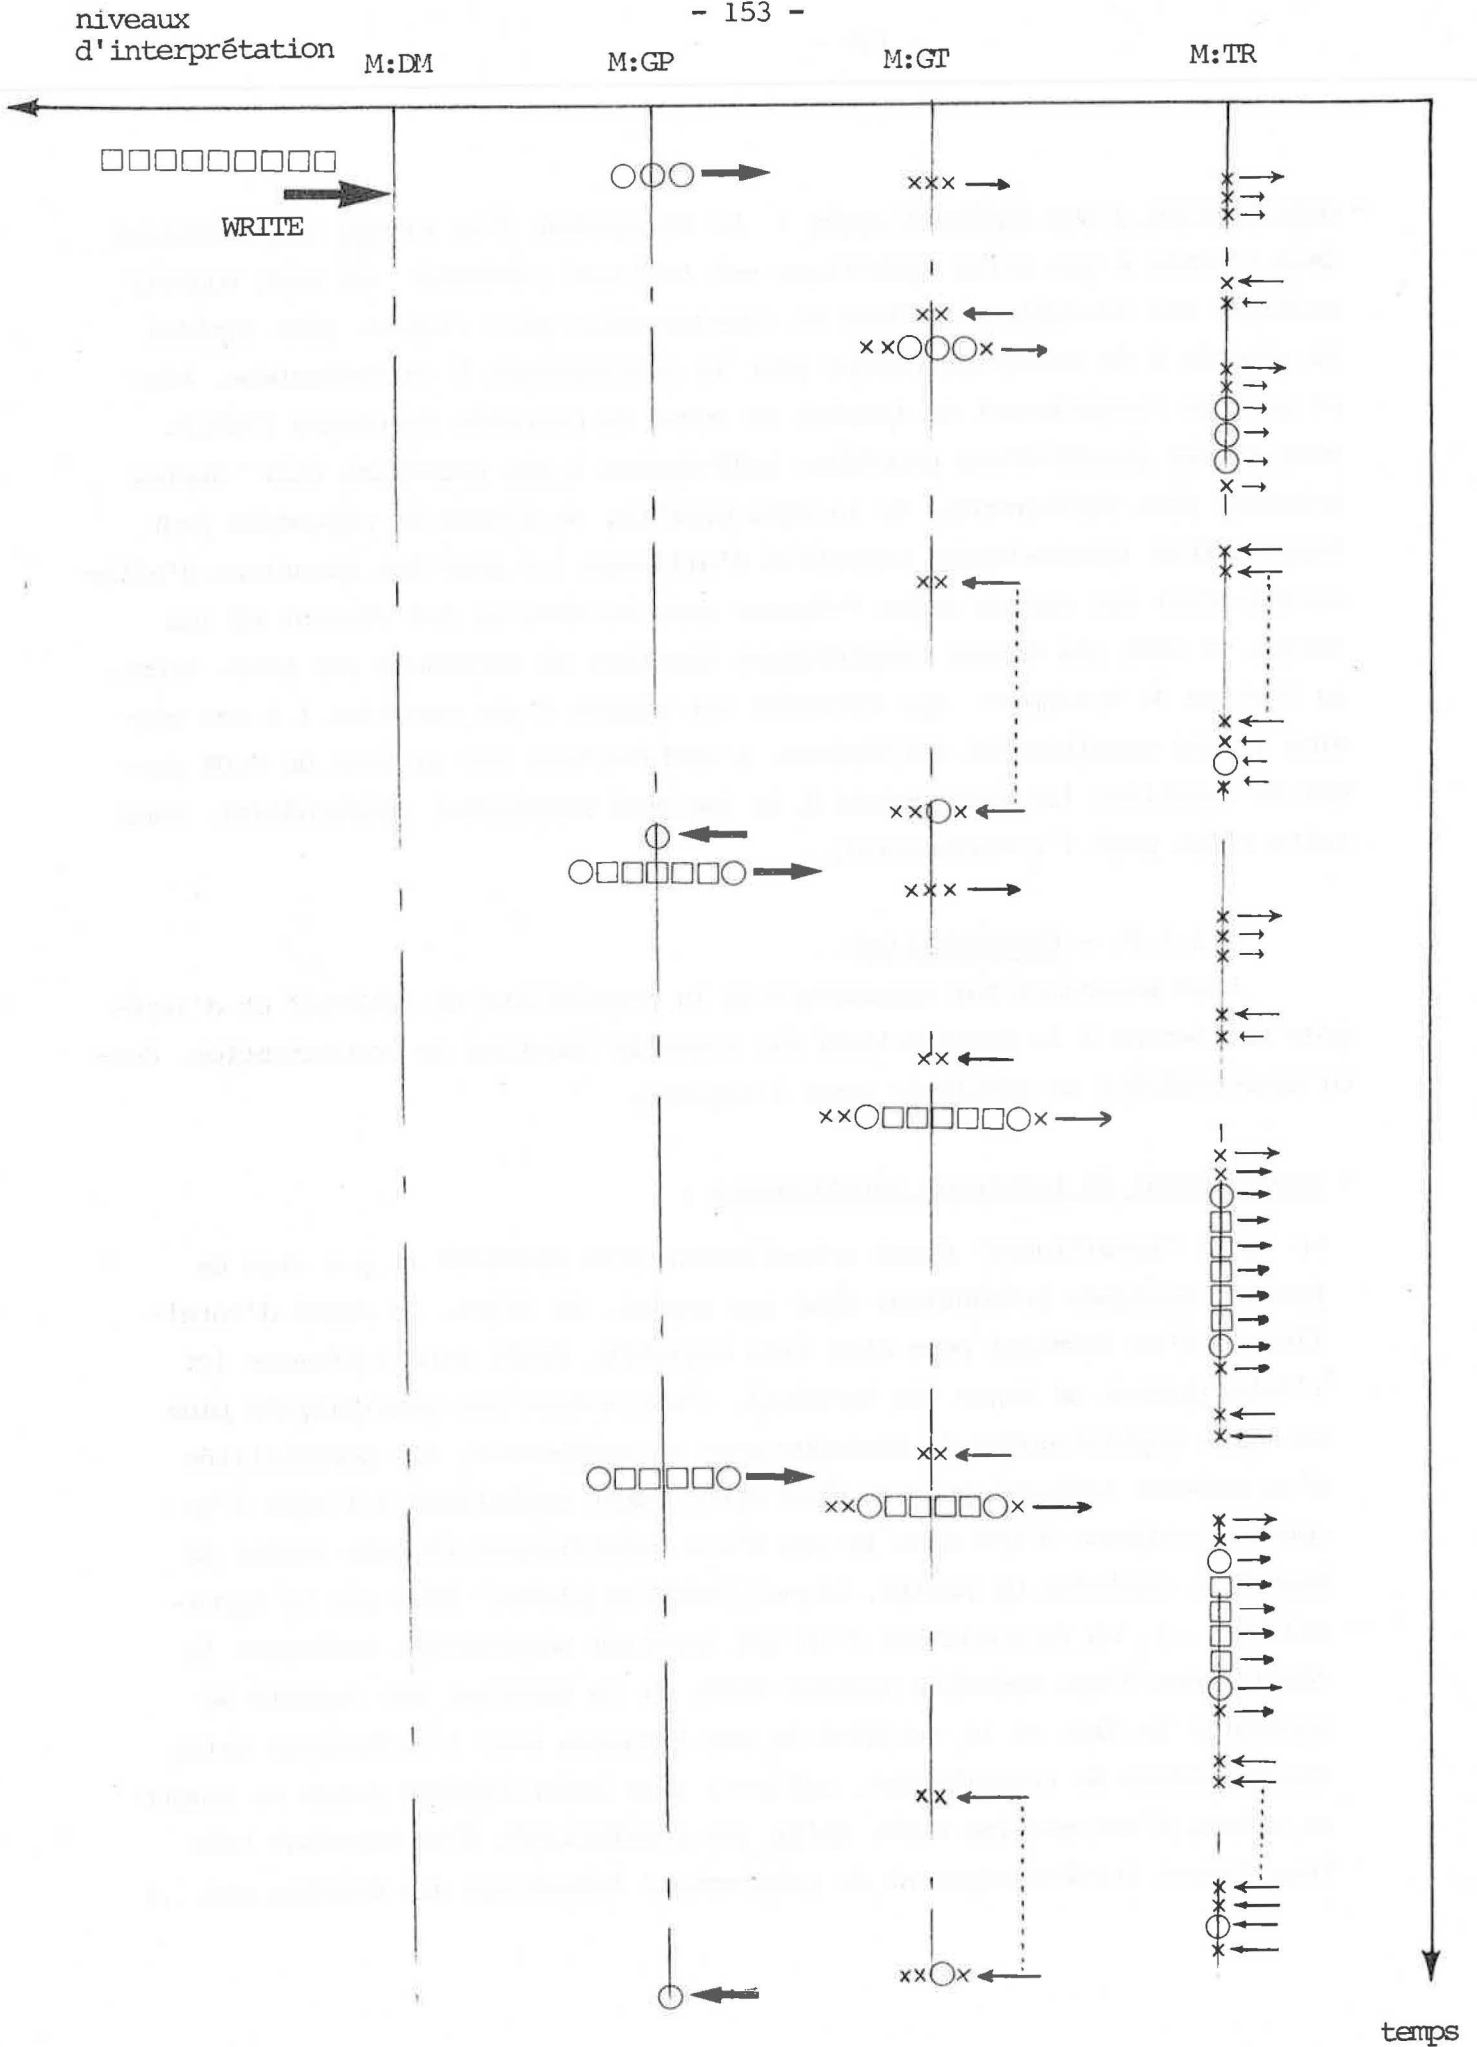 - 153 -
niveaux
d'interprétation
M:DM
M:GP
M:GT
M:TR
WRITE
temps